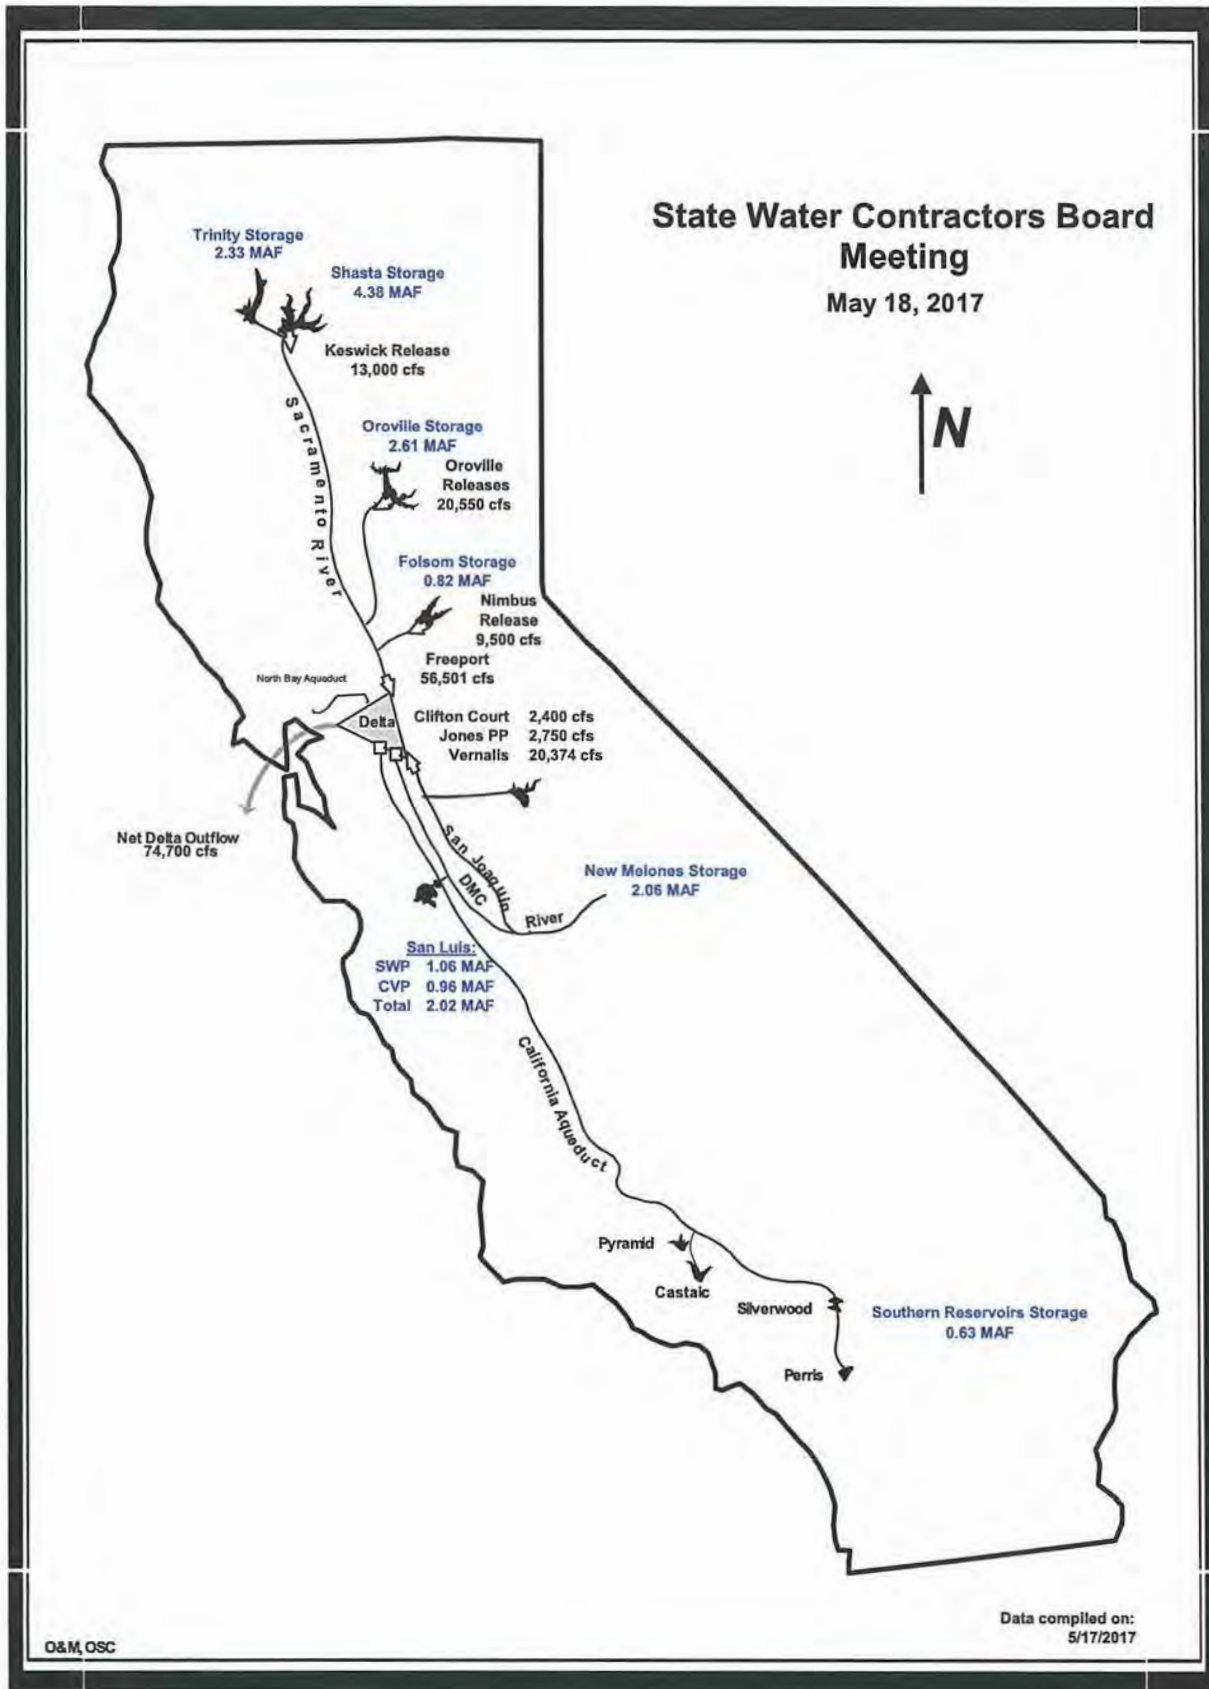 State Water Contractors Board
Meeting
May 18, 2017
N
Trinity Storage
2.33 MAF
Shasta Storage
4.38 MAF
Keswick Release
13,000 cfs
Sacramento River
Oroville Storage
2.61 MAF
Oroville
Releases
20,550 cfs
Folsom Storage
0.82 MAF
Nimbus
Release
9,500 cfs
Freeport
56,501 cfs
North Bay Aqueduct
Delta
Clifton Court 2,400 cfs
Jones PP 2,750 cfs
Vernalis 20,374 cfs
Net Delta Outflow
74,700 cfs
San Joaquin
River
DMC
New Melones Storage
2.06 MAF
San Luis:
SWP 1.06 MAF
CVP 0.96 MAF
Total 2.02 MAF
California Aqueduct
Pyramid
Castaic
Silverwood
Perris
Southern Reservoirs Storage
0.63 MAF
Data compiled on:
5/17/2017
O&M, OSC